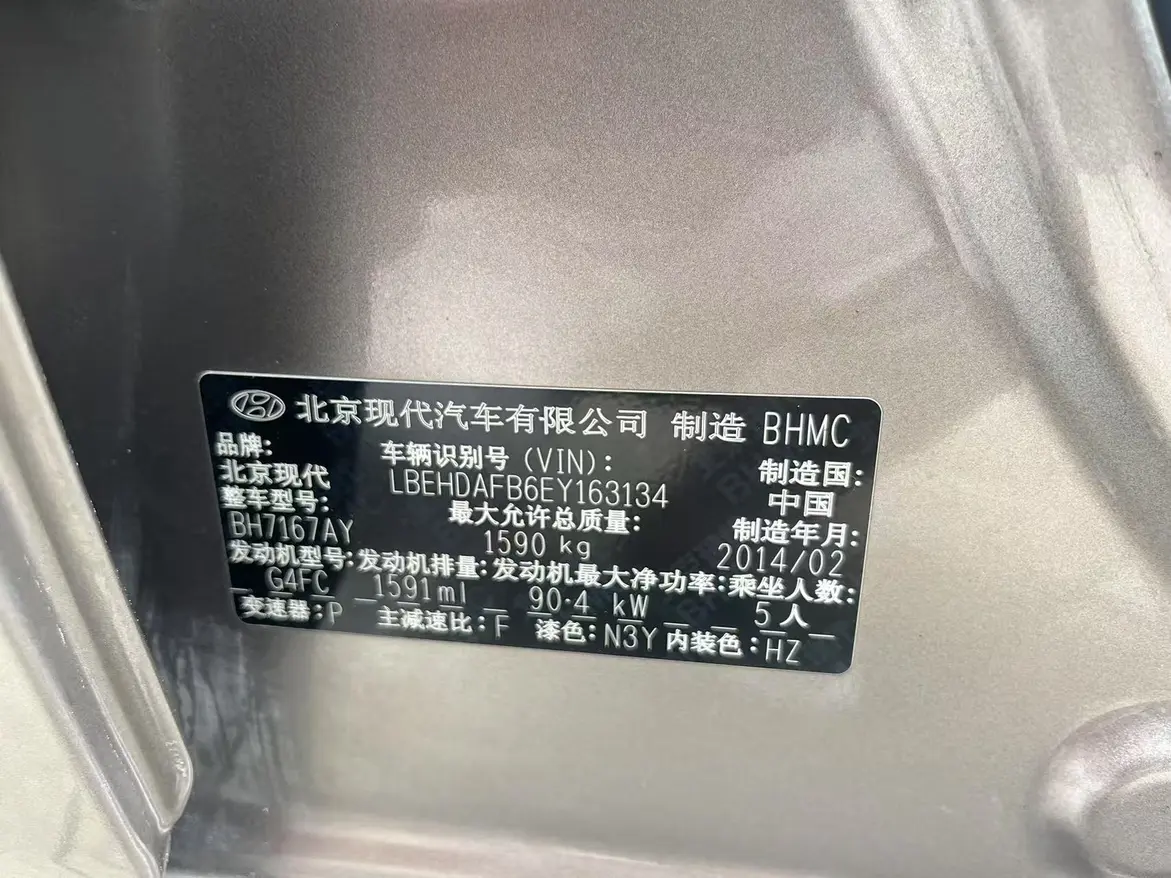 北京现代汽车有限公司 制造 BHMC
品牌: 车辆识别号 (VIN): 制造国:
北京现代 LBEHDAFB6EY163134 中国
整车型号: 最大允许总质量: 制造年月:
BH7167AY 1590 kg 2014/02
发动机型号: 发动机排量: 发动机最大净功率: 乘坐人数:
G4FC 1591ml 90.4 kW 5 人
变速器: P 主减速比: F 漆色: N3Y 内装色: HZ